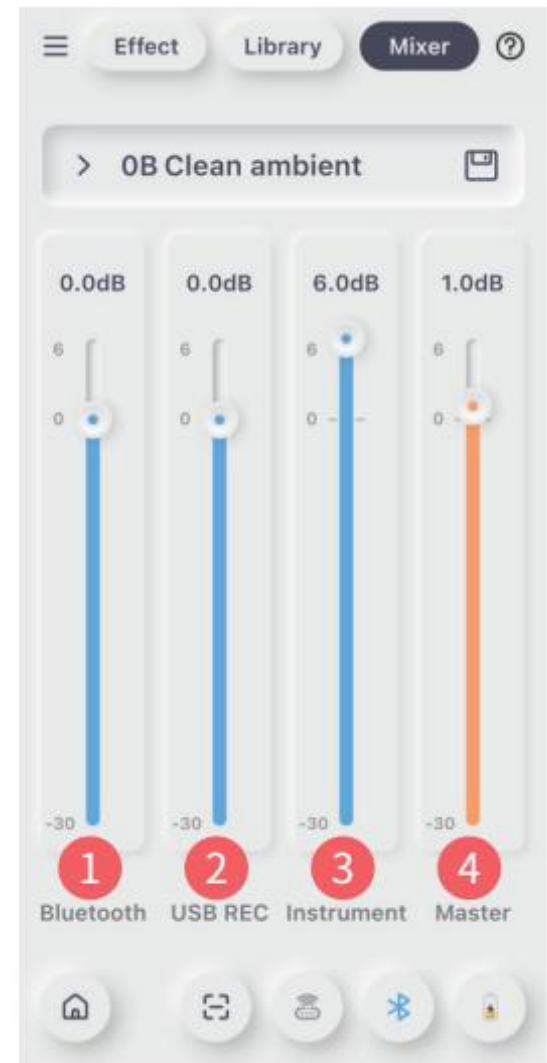 Effect Library Mixer ?
0B Clean ambient
0.0dB 0.0dB 6.0dB 1.0dB
6 6 6 6
0 0 0 0
-30 -30 -30 -30
1 2 3 4
Bluetooth USB REC Instrument Master